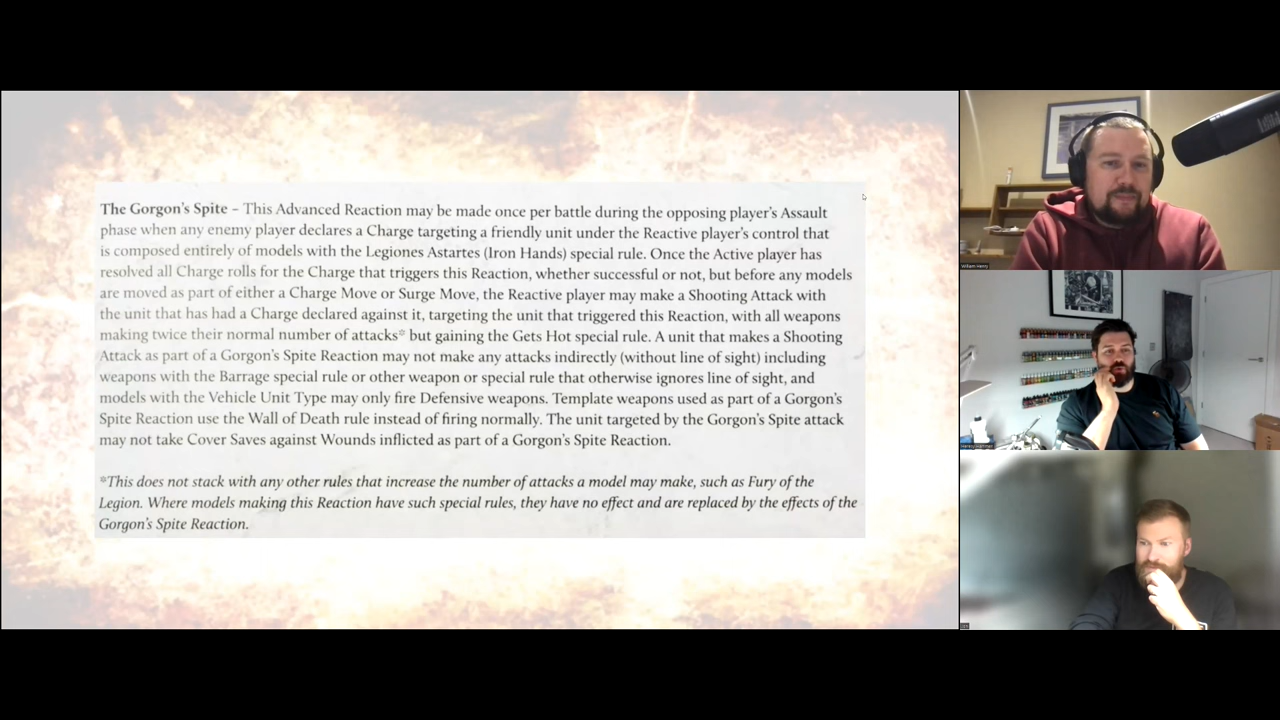 The Gorgon's Spite – This Advanced Reaction may be made once per battle during the opposing player's Assault
phase when any enemy player declares a Charge targeting a friendly unit under the Reactive player's control that
is composed entirely of models with the Legiones Astartes (Iron Hands) special rule. Once the Active player has
resolved all Charge rolls for the Charge that triggers this Reaction, whether successful or not, but before any models
are moved as part of either a Charge Move or Surge Move, the Reactive player may make a Shooting Attack with
the unit that has had a Charge declared against it, targeting the unit that triggered this Reaction, with all weapons
making twice their normal number of attacks* but gaining the Gets Hot special rule. A unit that makes a Shooting
Attack as part of a Gorgon's Spite Reaction may not make any attacks indirectly (without line of sight) including
weapons with the Barrage special rule or other weapon or special rule that otherwise ignores line of sight, and
models with the Vehicle Unit Type may only fire Defensive weapons. Template weapons used as part of a Gorgon's
Spite Reaction use the Wall of Death rule instead of firing normally. The unit targeted by the Gorgon's Spite attack
may not take Cover Saves against Wounds inflicted as part of a Gorgon's Spite Reaction.
*This does not stack with any other rules that increase the number of attacks a model may make, such as Fury of the
Legion. Where models making this Reaction have such special rules, they have no effect and are replaced by the effects of the
Gorgon's Spite Reaction.